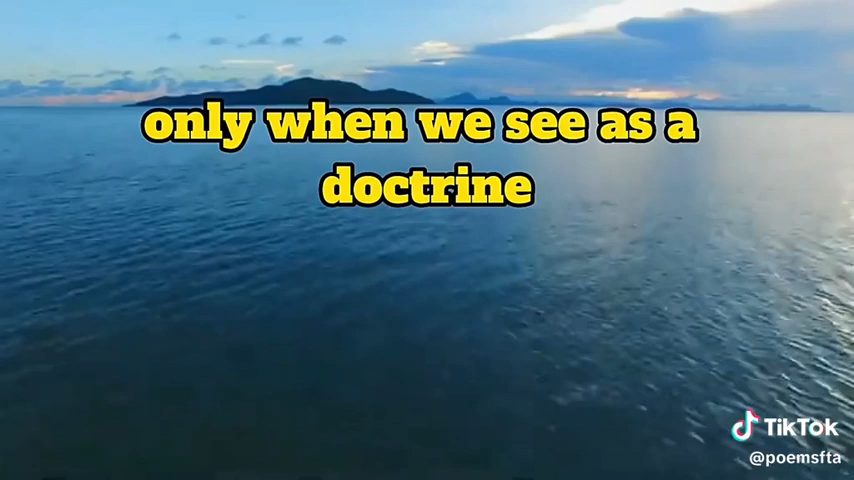 only when we see as a
doctrine
TikTok
@poemsfta